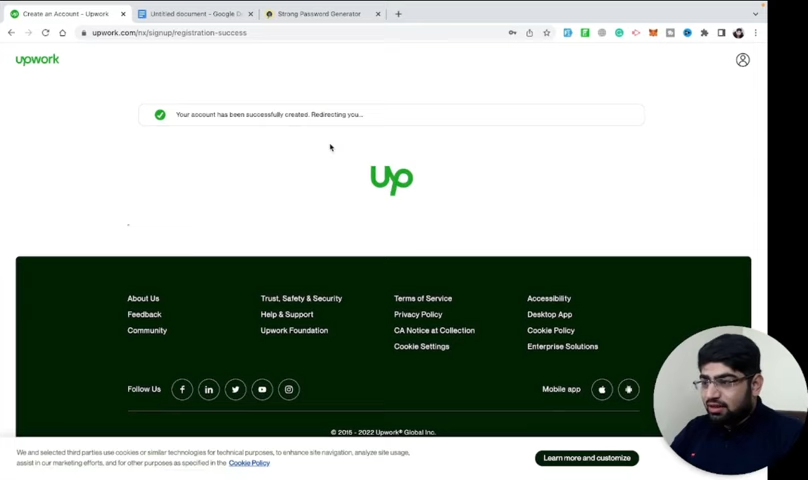 Create an Account - Upwork
Untitled document - Google D
Strong Password Generator
upwork.com/nx/signup/registration-success
upwork
Your account has been successfully created. Redirecting you...
up
About Us
Trust, Safety & Security
Terms of Service
Accessibility
Feedback
Help & Support
Privacy Policy
Desktop App
Community
Upwork Foundation
CA Notice at Collection
Cookie Policy
Cookie Settings
Enterprise Solutions
Follow Us
Mobile app
© 2015 - 2022 Upwork® Global Inc.
We and selected third parties use cookies or similar technologies for technical purposes, to enhance site navigation, analyze site usage,
assist in our marketing efforts, and for other purposes as specified in the Cookie Policy
Learn more and customize